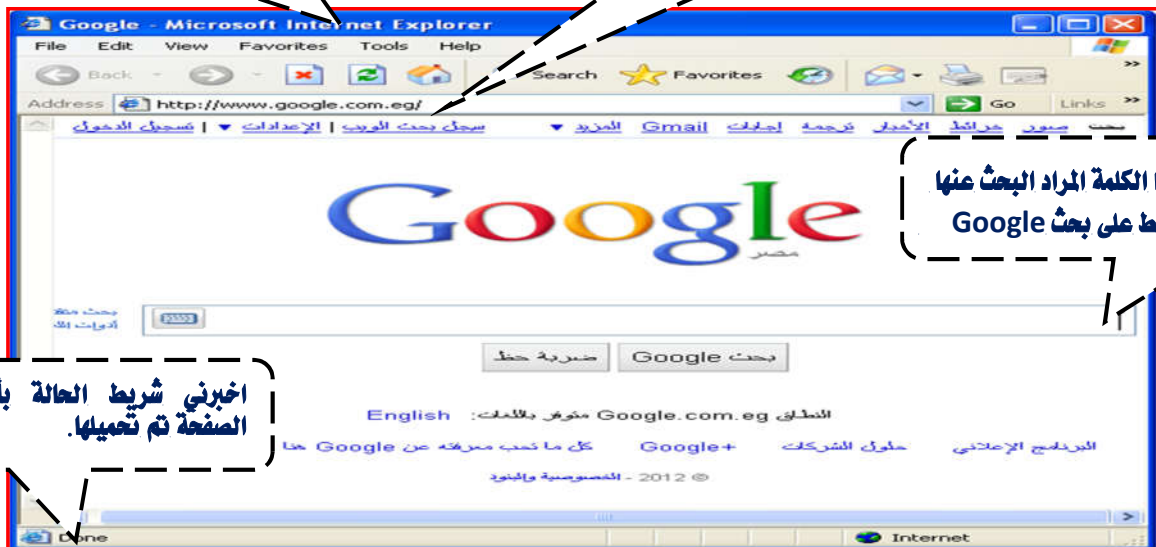 Google - Microsoft Internet Explorer
File Edit View Favorites Tools Help
Back Search Favorites
Address http://www.google.com.eg/ Go Links
بحث صور خرائط الأخبار ترجمة إجابات Gmail المزيد سجل بحث الويب | الإعدادات | تسجيل الدخول
Google
مصر
الكلمة المراد البحث عنها
على بحث Google
بحث
أدوات
بحث Google ضربة حظ
اخبرني شريط الحالة
الصفحة تم تحميلها.
النطاق Google.com.eg متوفر باللغات: English
البرنامج الإعلاني حلول الشركات Google+ كل ما تحب معرفته عن Google هنا
© 2012 - الخصوصية والبنود
Done Internet